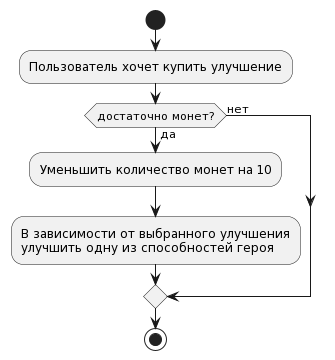 Пользователь хочет купить улучшение
достаточно монет?
нет
да
Уменьшить количество монет на 10
В зависимости от выбранного улучшения
улучшить одну из способностей героя